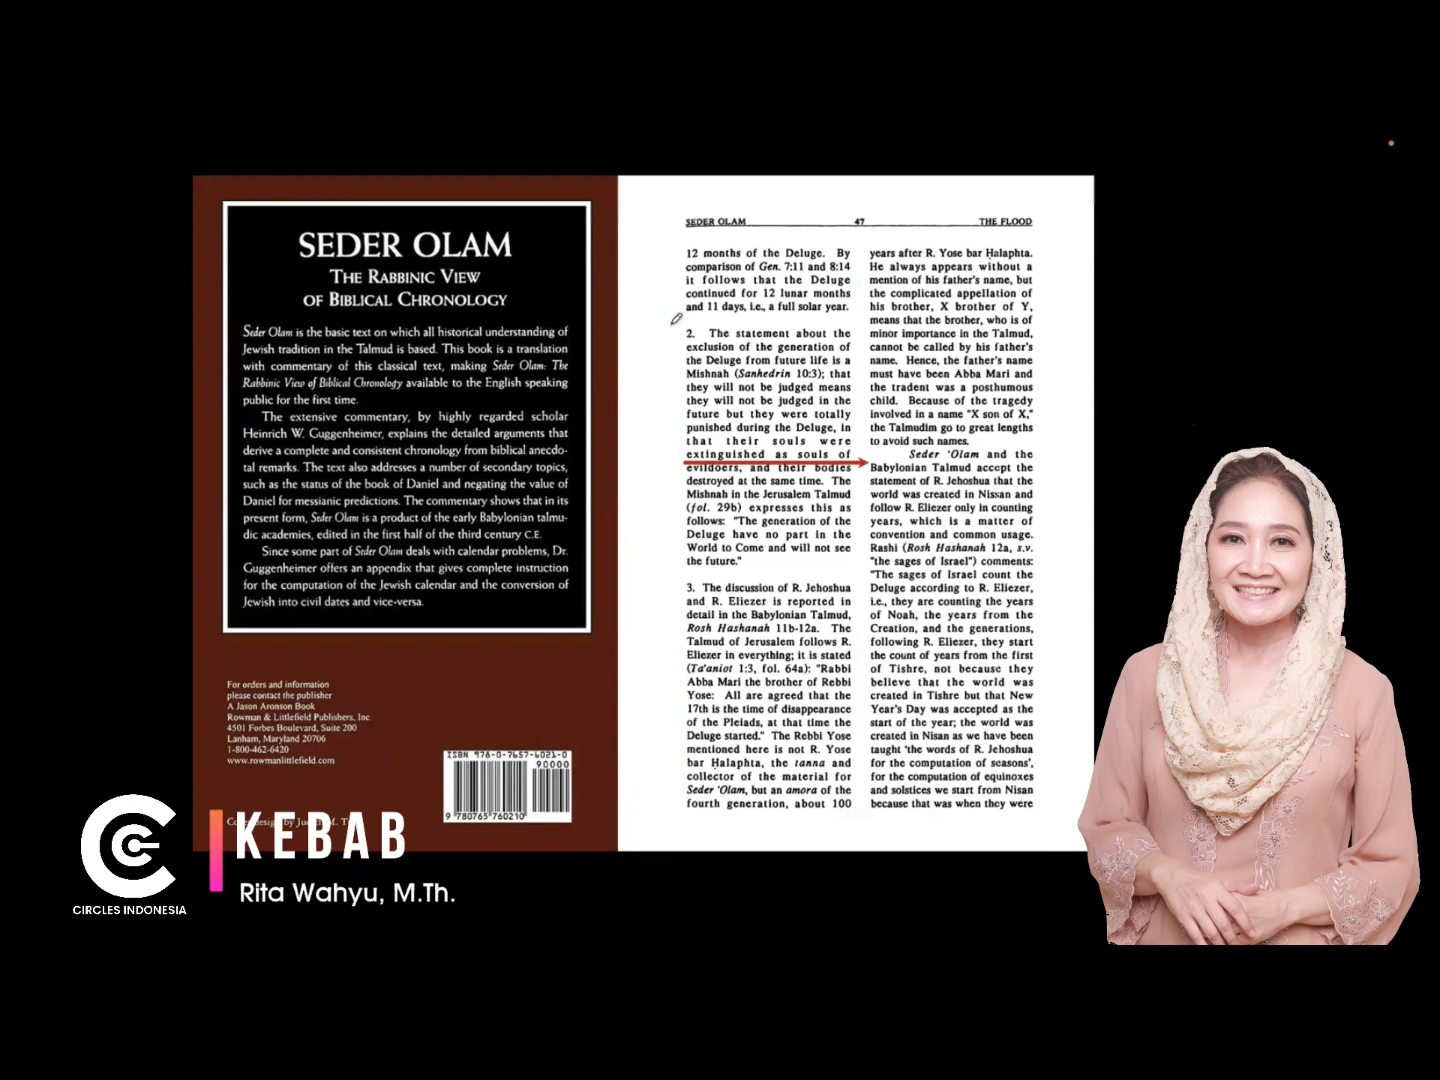 SEDER OLAM
THE RABBINIC VIEW
OF BIBLICAL CHRONOLOGY
Seder Olam is the basic text on which all historical understanding of
Jewish tradition in the Talmud is based. This book is a translation
with commentary of this classical text, making Seder Olam: The
Rabbinic View of Biblical Chronology available to the English speaking
public for the first time.
The extensive commentary, by highly regarded scholar
Heinrich W. Guggenheimer, explains the detailed arguments that
derive a complete and consistent chronology from biblical anecdo-
tal remarks. The text also addresses a number of secondary topics,
such as the status of the book of Daniel and negating the value of
Daniel for messianic predictions. The commentary shows that in its
present form, Seder Olam is a product of the early Babylonian talmu-
dic academies, edited in the first half of the third century C.E.
Since some part of Seder Olam deals with calendar problems, Dr.
Guggenheimer offers an appendix that gives complete instruction
for the computation of the Jewish calendar and the conversion of
Jewish into civil dates and vice-versa.
For orders and information
please contact the publisher
A Jason Aronson Book
Rowman & Littlefield Publishers, Inc
4501 Forbes Boulevard, Suite 200
Lanham, Maryland 20706
1-800-462-6420
www.rowmanlittlefield.com
ISBN 978-0-7657-6021-0
90000
9 780765 760210
SEDER OLAM 47 THE FLOOD
12 months of the Deluge. By
comparison of Gen. 7:11 and 8:14
it follows that the Deluge
continued for 12 lunar months
and 11 days, i.e., a full solar year.
2. The statement about the
exclusion of the generation of
the Deluge from future life is a
Mishnah (Sanhedrin 10:3); that
they will not be judged means
they will not be judged in the
future but they were totally
punished during the Deluge, in
that their souls were
extinguished as souls of
evildoers, and their bodies
destroyed at the same time. The
Mishnah in the Jerusalem Talmud
(fol. 29b) expresses this as
follows: "The generation of the
Deluge have no part in the
World to Come and will not see
the future."
3. The discussion of R. Jehoshua
and R. Eliezer is reported in
detail in the Babylonian Talmud,
Rosh Hashanah 11b-12a. The
Talmud of Jerusalem follows R.
Eliezer in everything; it is stated
(Ta'aniot 1:3, fol. 64a): "Rabbi
Abba Mari the brother of Rebbi
Yose: All are agreed that the
17th is the time of disappearance
of the Pleiads, at that time the
Deluge started." The Rebbi Yose
mentioned here is not R. Yose
bar Ḥalaphta, the tanna and
collector of the material for
Seder 'Olam, but an amora of the
fourth generation, about 100
years after R. Yose bar Ḥalaphta.
He always appears without a
mention of his father's name, but
the complicated appellation of
his brother, X brother of Y,
means that the brother, who is of
minor importance in the Talmud,
cannot be called by his father's
name. Hence, the father's name
must have been Abba Mari and
the tradent was a posthumous
child. Because of the tragedy
involved in a name "X son of X,"
the Talmudim go to great lengths
to avoid such names.
Seder 'Olam and the
Babylonian Talmud accept the
statement of R. Jehoshua that the
world was created in Nissan and
follow R. Eliezer only in counting
years, which is a matter of
convention and common usage.
Rashi (Rosh Hashanah 12a, s.v.
"the sages of Israel") comments:
"The sages of Israel count the
Deluge according to R. Eliezer,
i.e., they are counting the years
of Noah, the years from the
Creation, and the generations,
following R. Eliezer, they start
the count of years from the first
of Tishre, not because they
believe that the world was
created in Tishre but that New
Year's Day was accepted as the
start of the year; the world was
created in Nisan as we have been
taught 'the words of R. Jehoshua
for the computation of seasons',
for the computation of equinoxes
and solstices we start from Nisan
because that was when they were
KEBAB
Rita Wahyu, M.Th.
CIRCLES INDONESIA